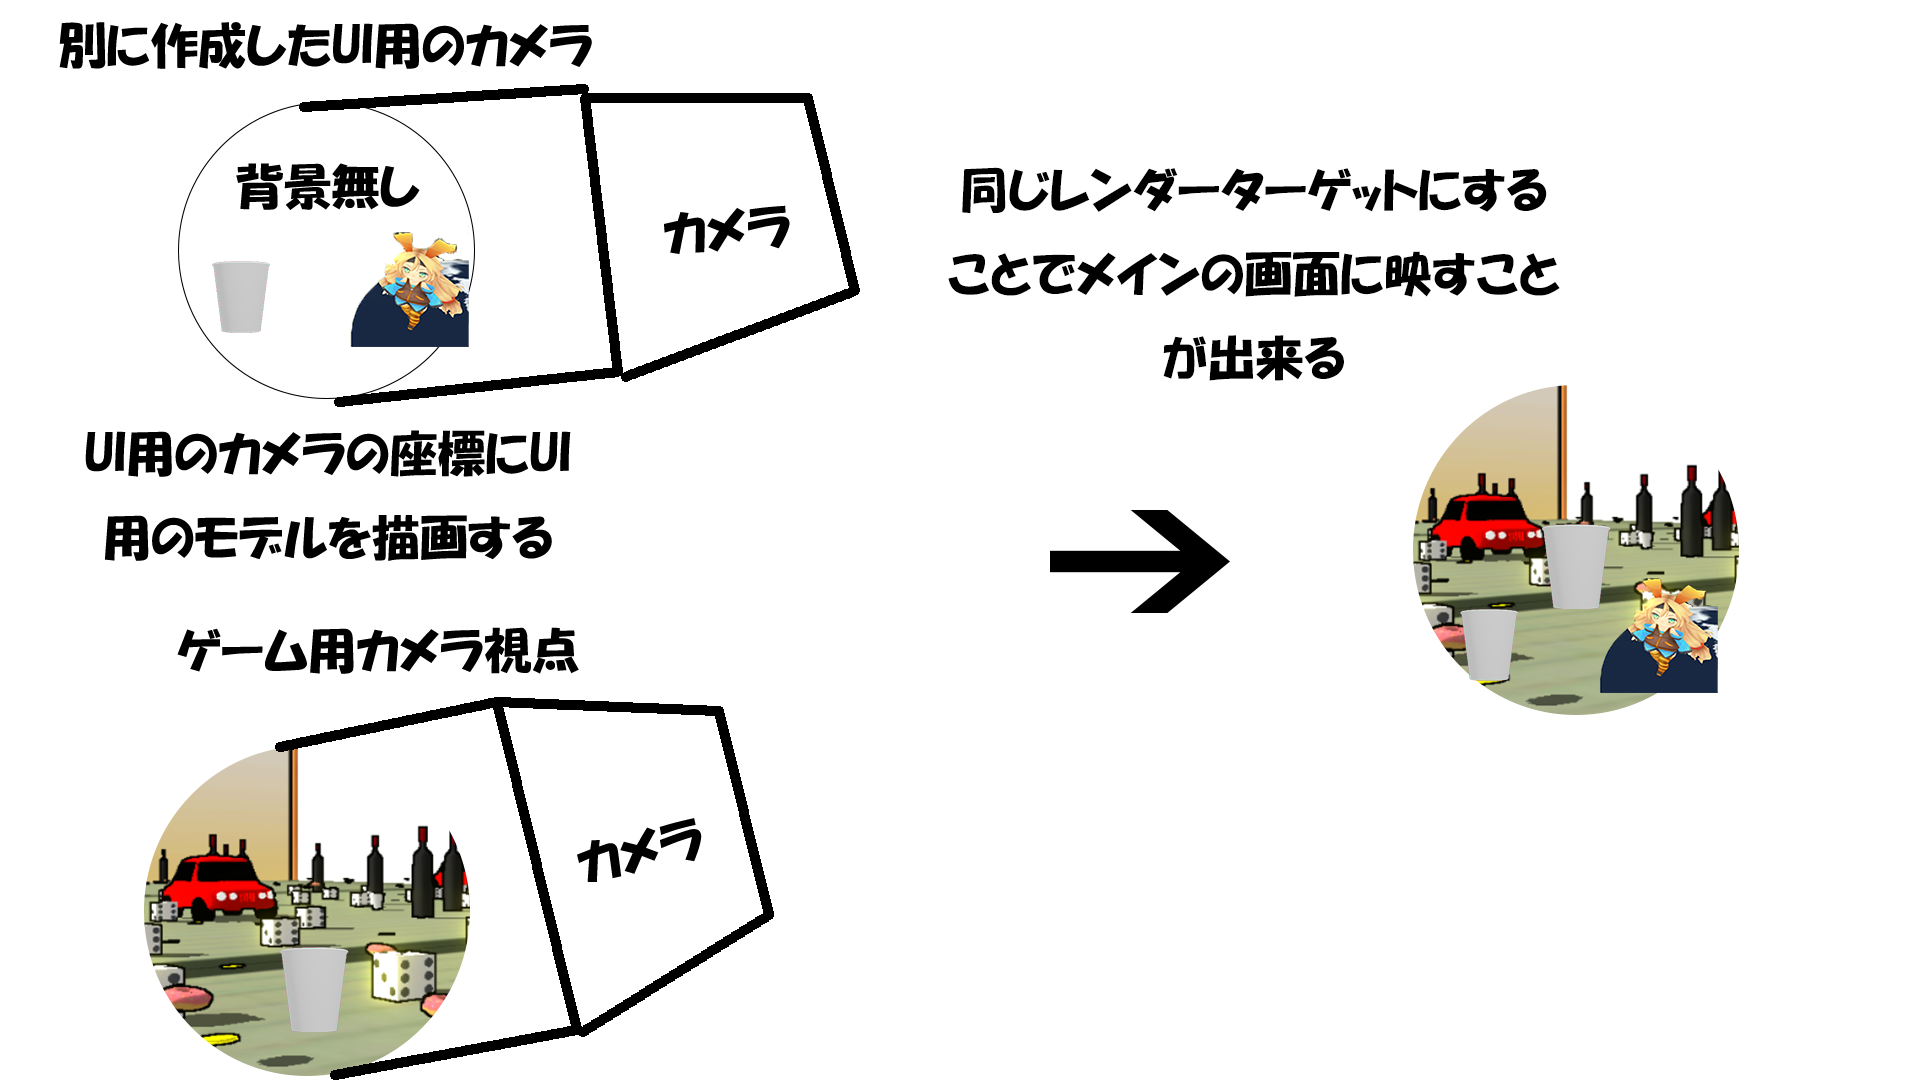 別に作成したUI用のカメラ
背景無し
カメラ
UI用のカメラの座標にUI
用のモデルを描画する
ゲーム用カメラ視点
カメラ
同じレンダーターゲットにする
ことでメインの画面に映すこと
が出来る